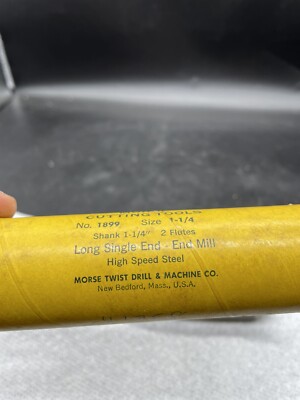 CUTTING TOOLS
No. 1899 Size 1-1/4
Shank 1-1/4" 2 Flutes
Long Single End - End Mill
High Speed Steel
MORSE TWIST DRILL & MACHINE CO.
New Bedford, Mass., U.S.A.